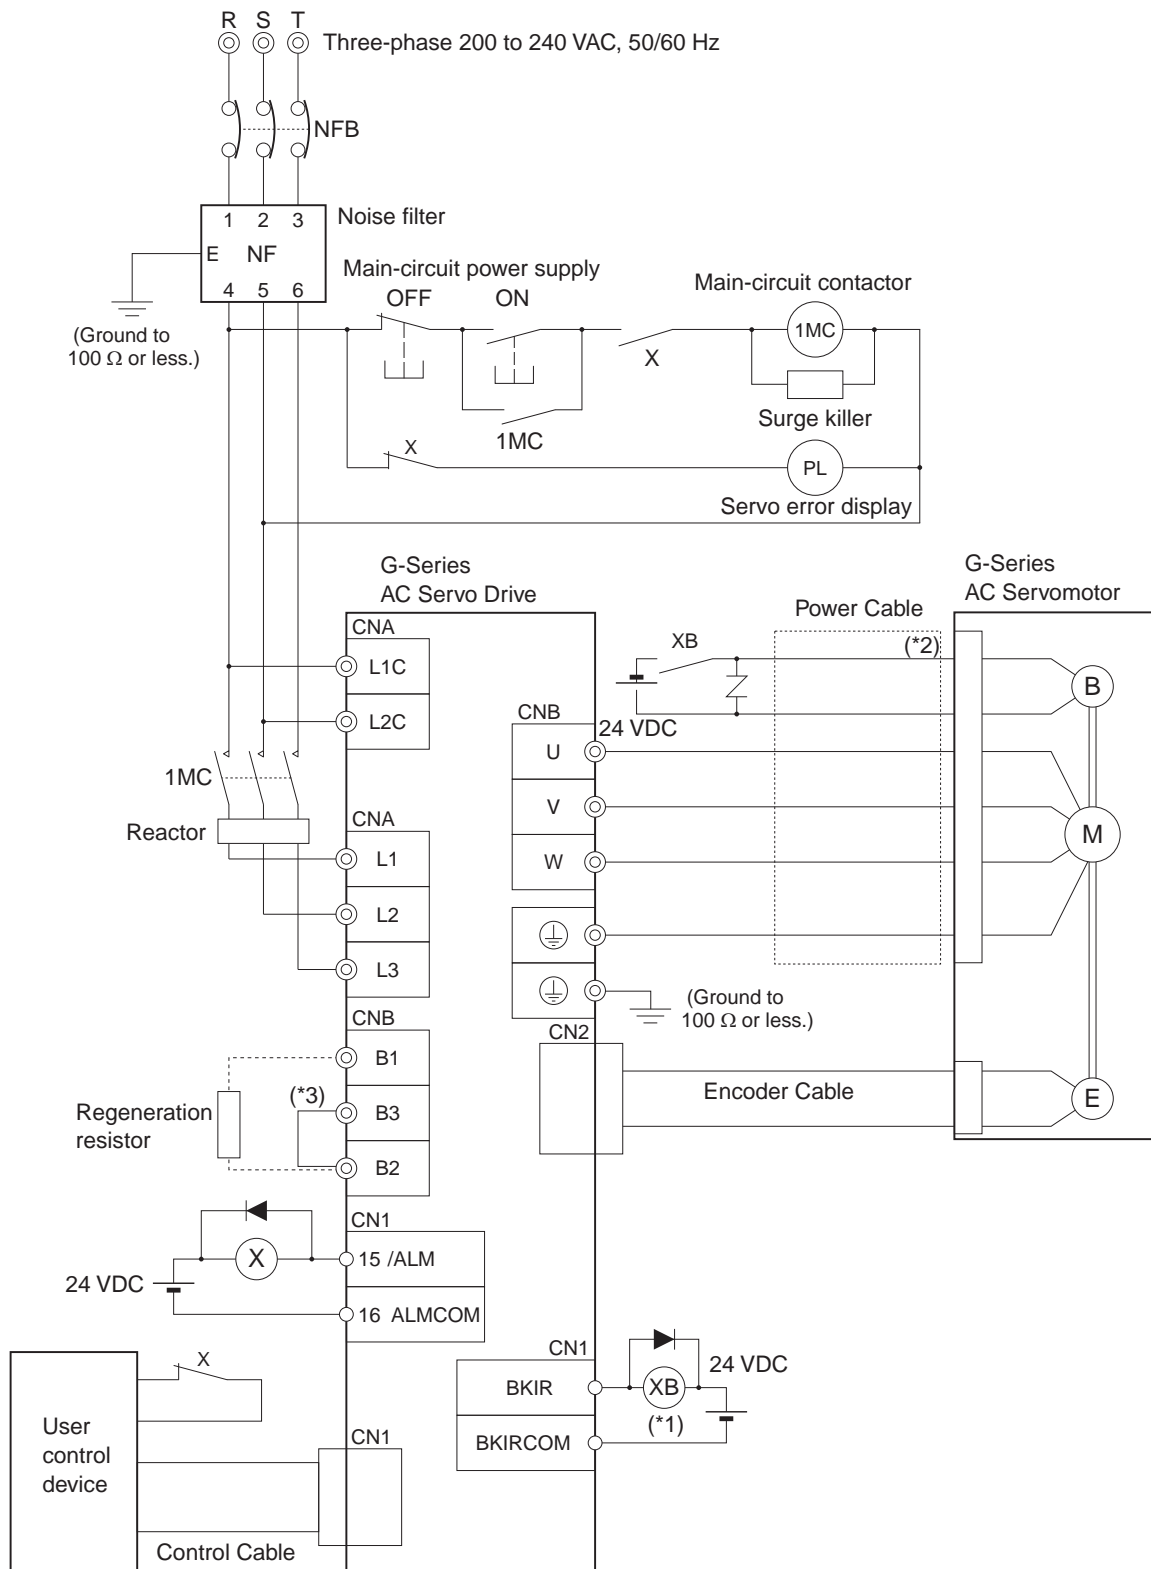 R S T
Three-phase 200 to 240 VAC, 50/60 Hz
NFB
1 2 3
Noise filter
E NF
4 5 6
(Ground to
100 Ω or less.)
Main-circuit power supply
OFF ON
Main-circuit contactor
1MC
X
Surge killer
1MC
X
PL
Servo error display
G-Series
AC Servo Drive
G-Series
AC Servomotor
CNA
L1C
L2C
Power Cable
XB
(*2)
B
24 VDC
CNB
U
V
W
M
1MC
Reactor
CNA
L1
L2
L3
(Ground to
100 Ω or less.)
CNB
B1
B3
B2
(*3)
Regeneration
resistor
CN2
Encoder Cable
E
CN1
X
15 /ALM
24 VDC
16 ALMCOM
CN1
BKIR
XB
24 VDC
(*1)
BKIRCOM
X
User
control
device
CN1
Control Cable